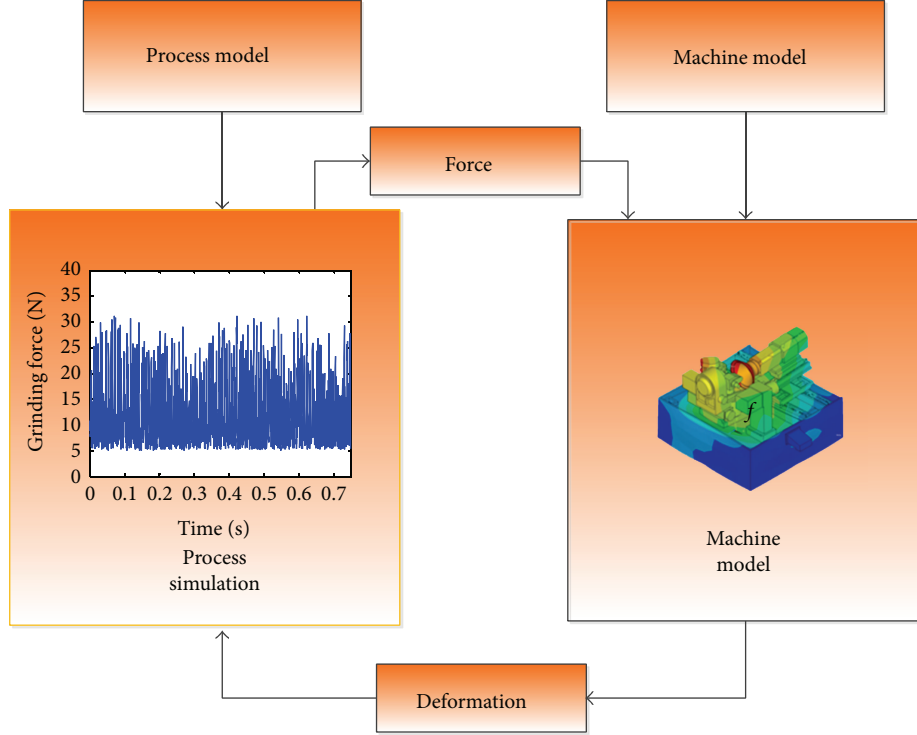 Process model
Machine model
Force
Grinding force (N)
40
35
30
25
20
15
10
5
0
0 0.1 0.2 0.3 0.4 0.5 0.6 0.7
Time (s)
Process
simulation
f
Machine
model
Deformation